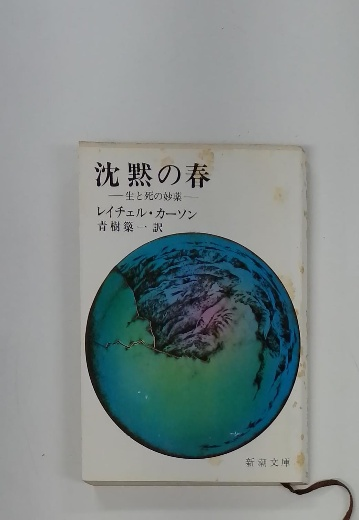 沈黙の春
―生と死の妙薬―
レイチェル・カーソン
青樹簗一・訳
新潮文庫